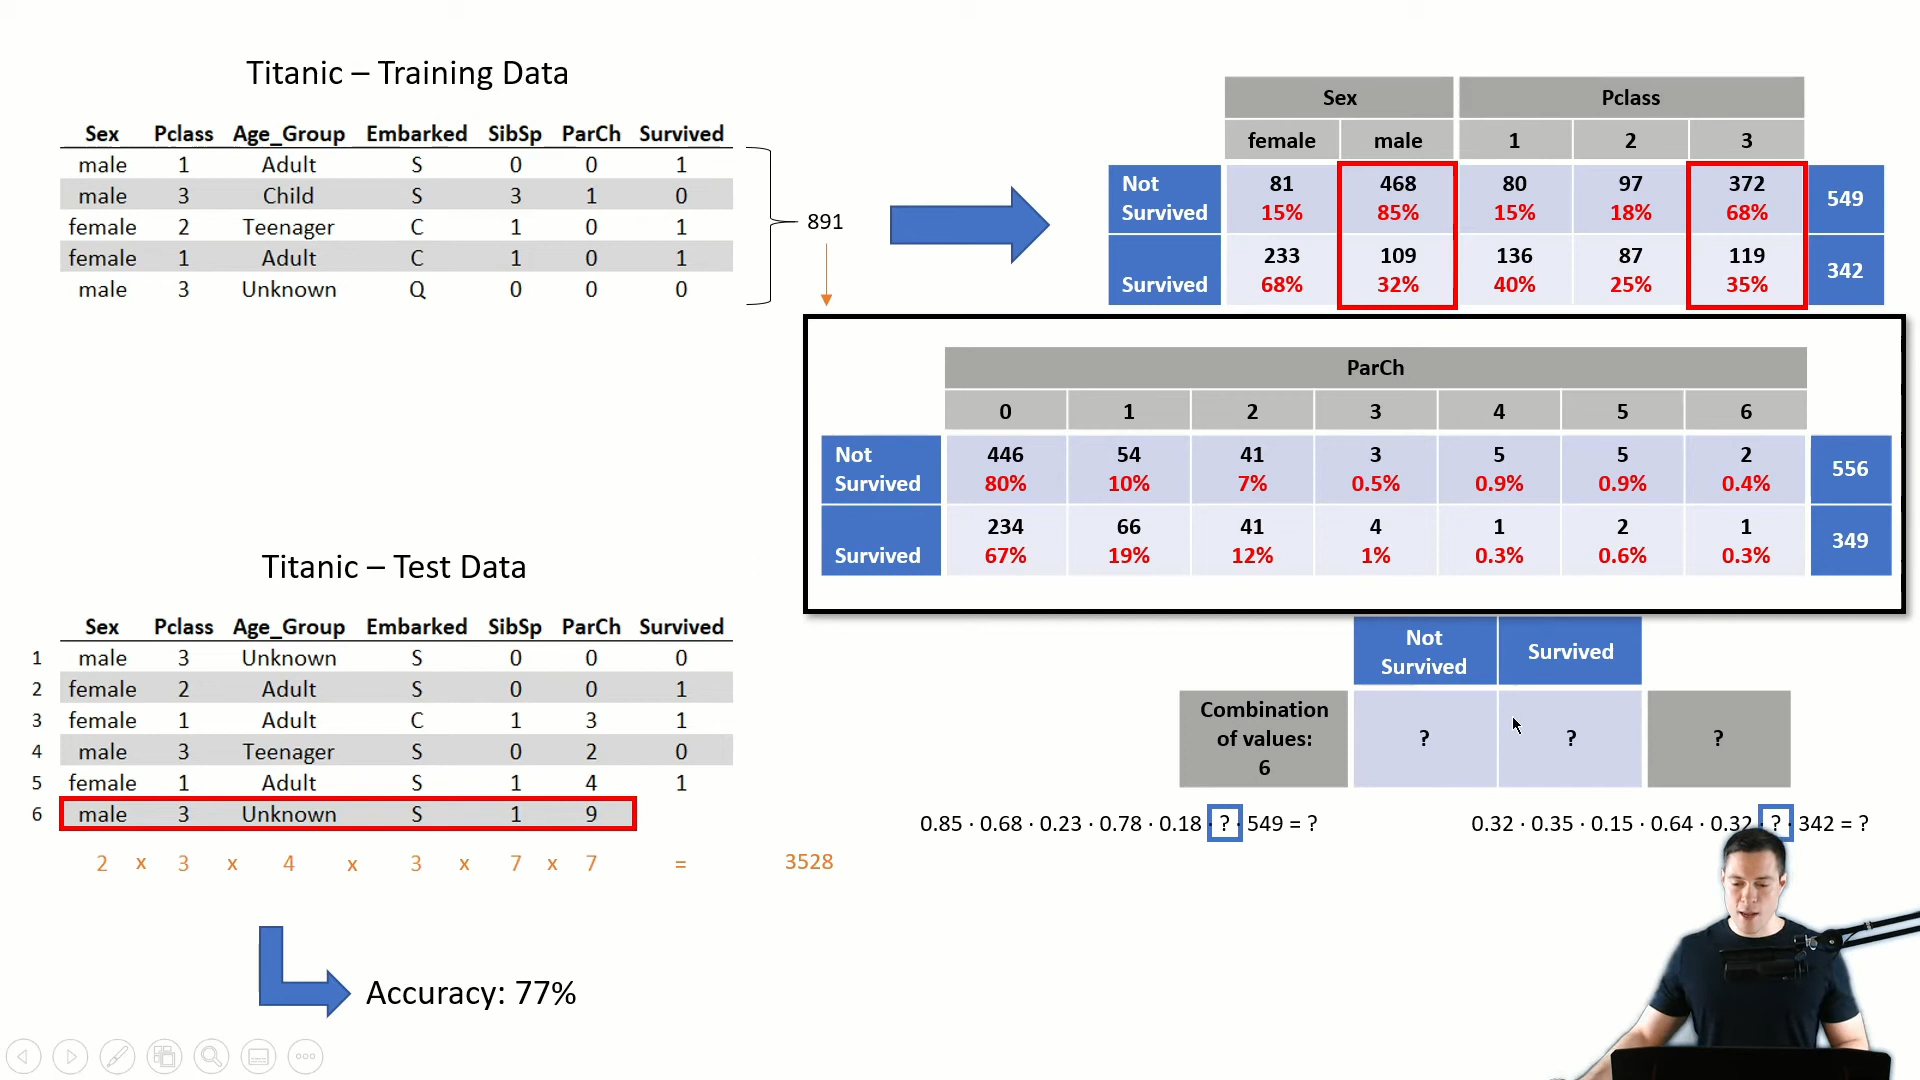 Titanic – Training Data
Sex Pclass Age_Group Embarked SibSp ParCh Survived
male 1 Adult S 0 0 1
male 3 Child S 3 1 0
female 2 Teenager C 1 0 1
female 1 Adult C 1 0 1
male 3 Unknown Q 0 0 0
891
Sex Pclass
female male 1 2 3
Not Survived 81 468 80 97 372 549
15% 85% 15% 18% 68%
Survived 233 109 136 87 119 342
68% 32% 40% 25% 35%
ParCh
0 1 2 3 4 5 6
Not Survived 446 54 41 3 5 5 2 556
80% 10% 7% 0.5% 0.9% 0.9% 0.4%
Survived 234 66 41 4 1 2 1 349
67% 19% 12% 1% 0.3% 0.6% 0.3%
Titanic – Test Data
Sex Pclass Age_Group Embarked SibSp ParCh Survived
1 male 3 Unknown S 0 0 0
2 female 2 Adult S 0 0 1
3 female 1 Adult C 1 3 1
4 male 3 Teenager S 0 2 0
5 female 1 Adult S 1 4 1
6 male 3 Unknown S 1 9
2 x 3 x 4 x 3 x 7 x 7 = 3528
Not Survived Survived
Combination
of values:
6
? ? ?
0.85 · 0.68 · 0.23 · 0.78 · 0.18 · ? · 549 = ?
0.32 · 0.35 · 0.15 · 0.64 · 0.32 · ? · 342 = ?
Accuracy: 77%